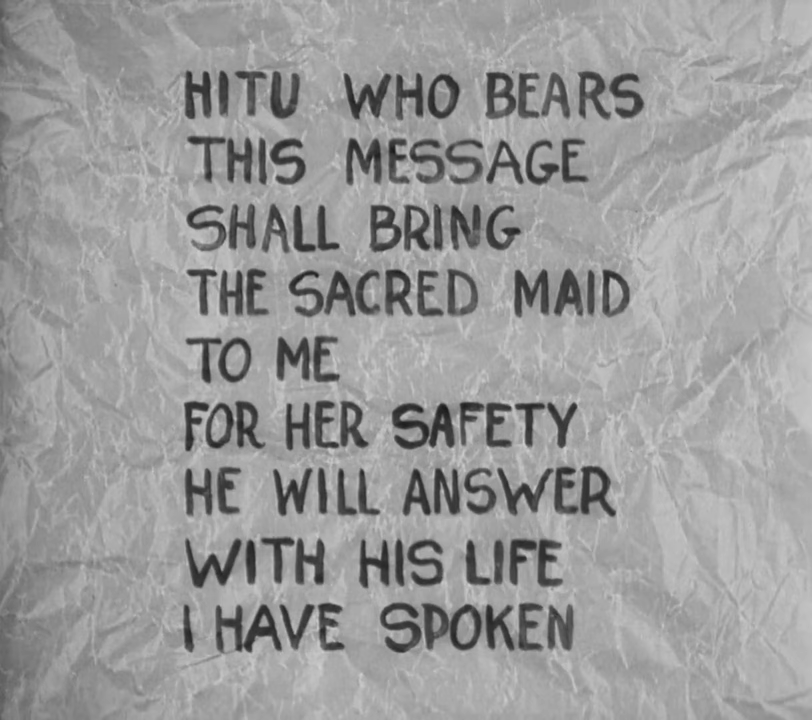 HITU WHO BEARS
THIS MESSAGE
SHALL BRING
THE SACRED MAID
TO ME
FOR HER SAFETY
HE WILL ANSWER
WITH HIS LIFE
I HAVE SPOKEN